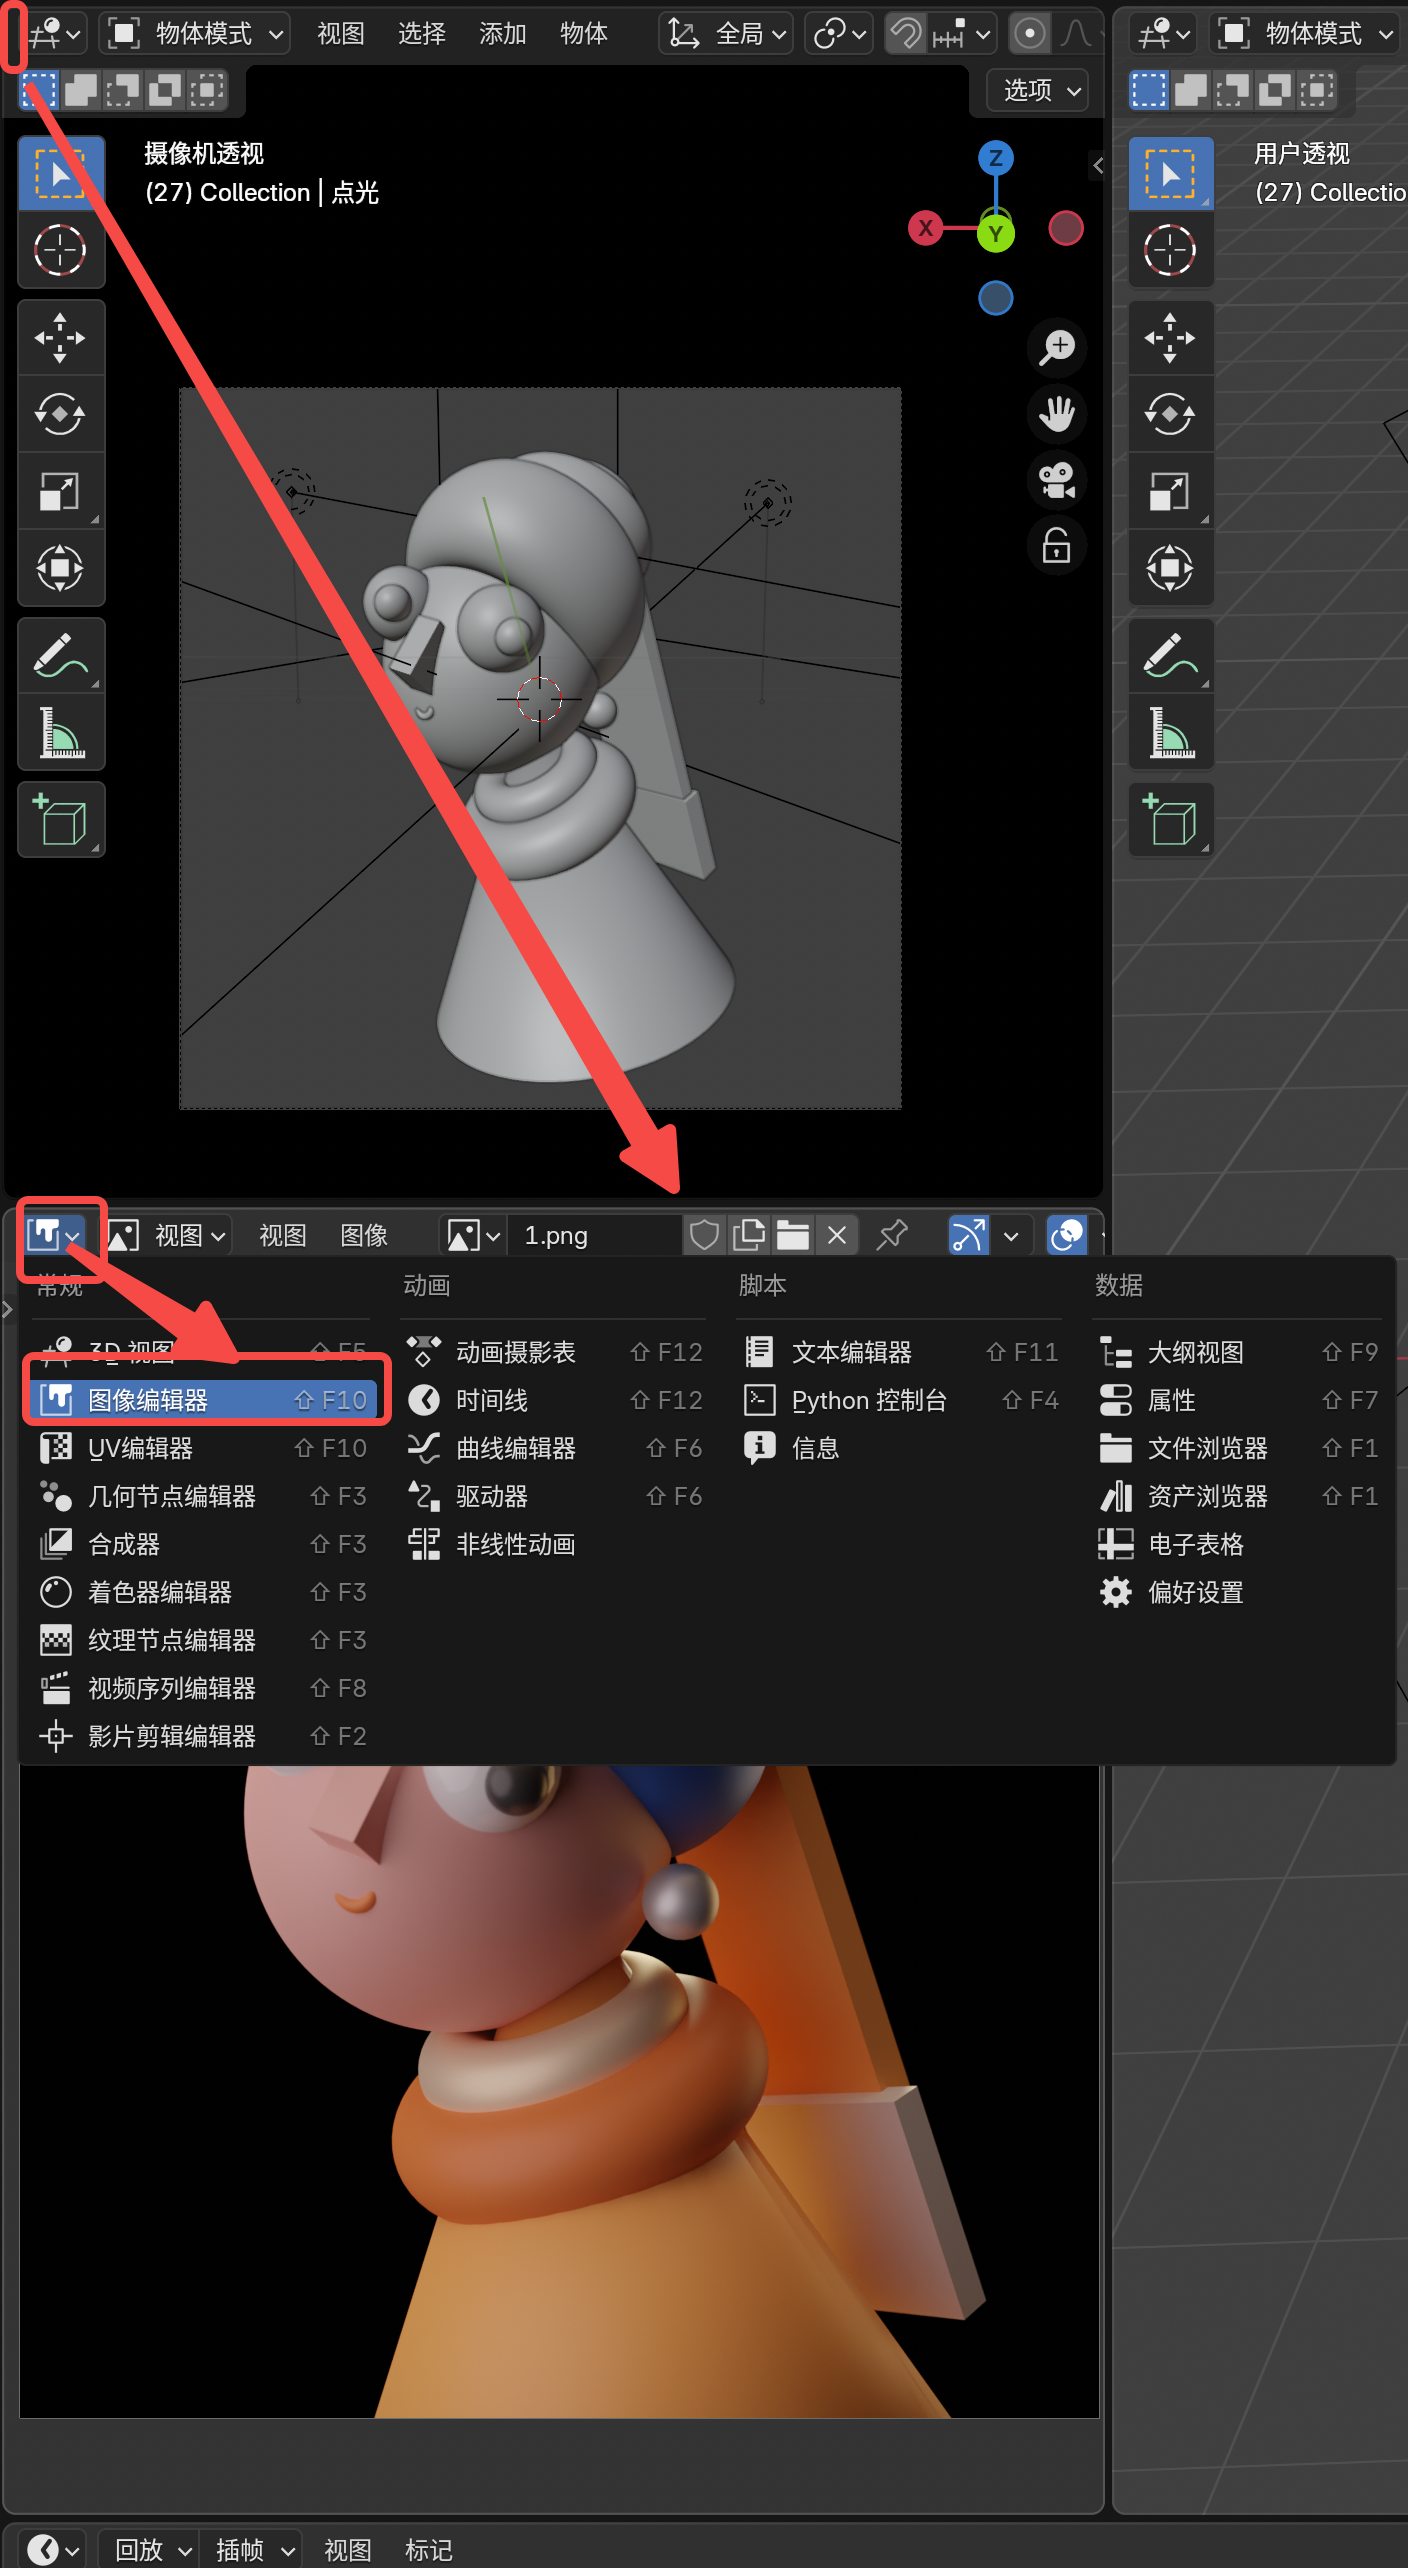 物体模式 视图 选择 添加 物体 全局
物体模式
选项
摄像机透视
(27) Collection | 点光
用户透视
(27) Collectio
Z
X
Y
视图 视图 图像 1.png
常规 动画 脚本 数据
3D 视图 F5
图像编辑器 F10
UV编辑器 F10
几何节点编辑器 F3
合成器 F3
着色器编辑器 F3
纹理节点编辑器 F3
视频序列编辑器 F8
影片剪辑编辑器 F2
动画摄影表 F12
时间线 F12
曲线编辑器 F6
驱动器 F6
非线性动画
文本编辑器 F11
Python 控制台 F4
信息
大纲视图 F9
属性 F7
文件浏览器 F1
资产浏览器 F1
电子表格
偏好设置
回放 插帧 视图 标记